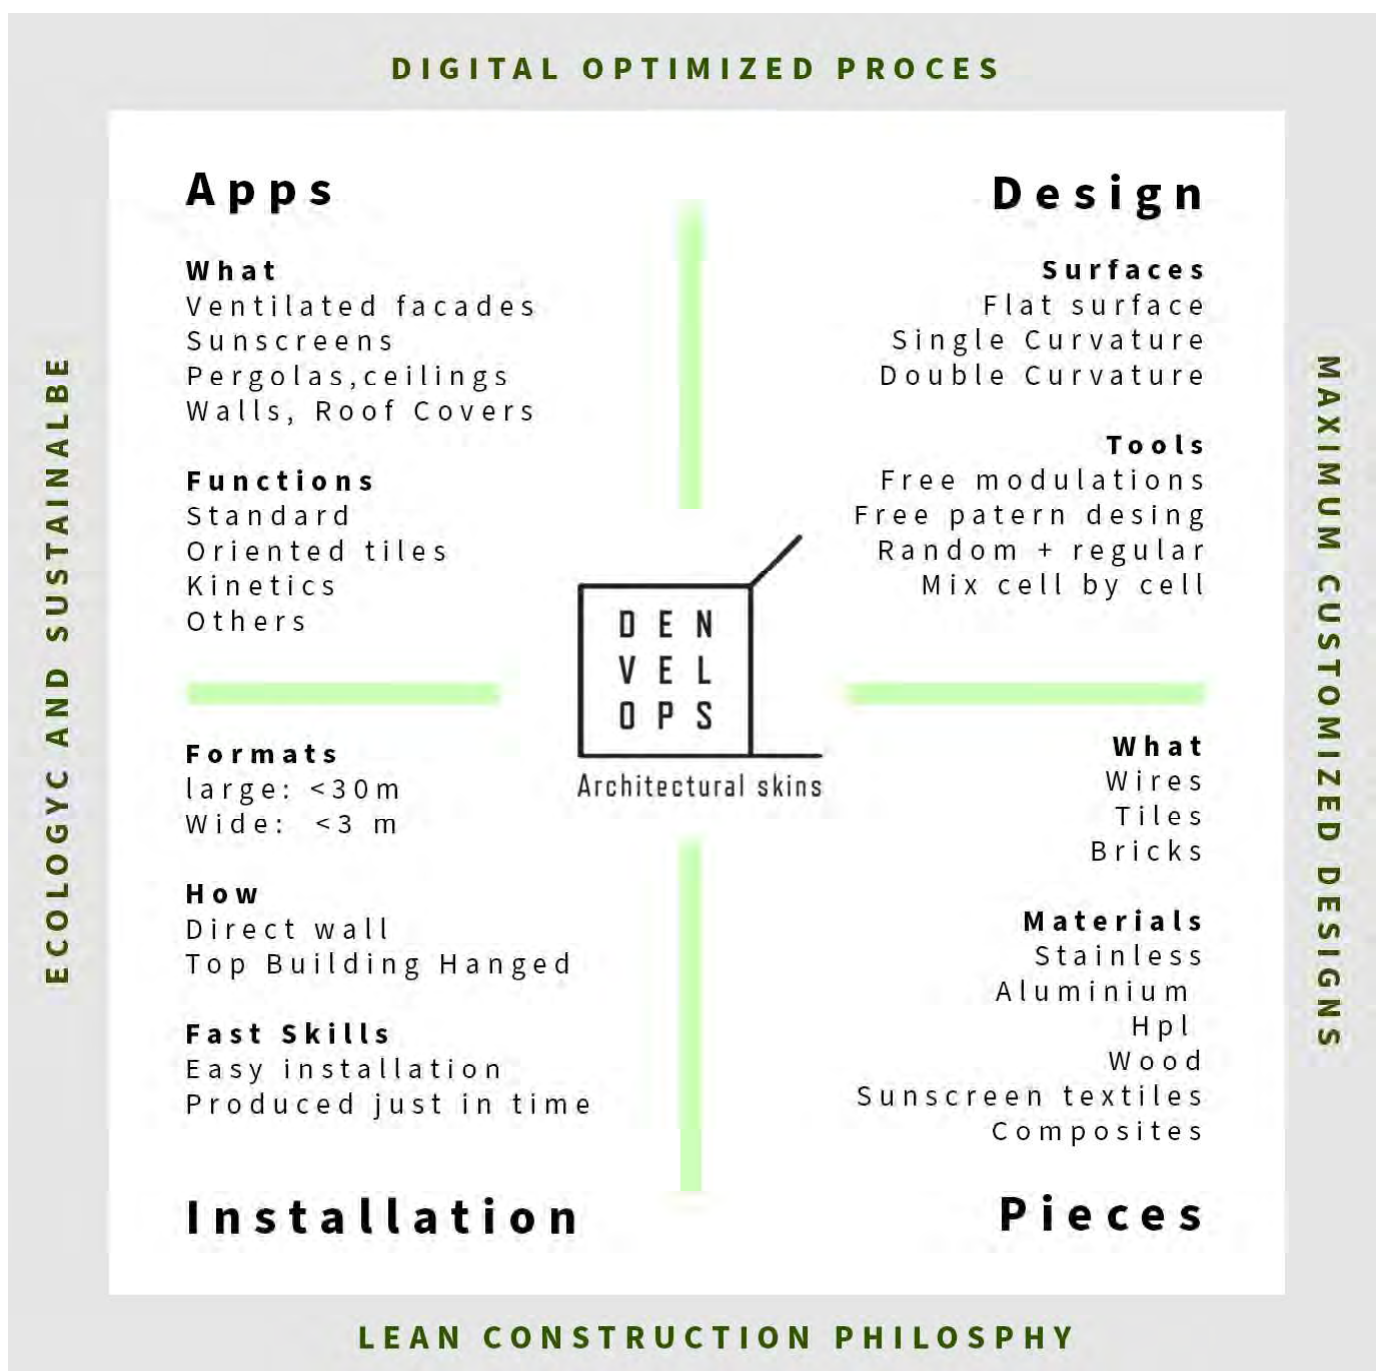 DIGITAL OPTIMIZED PROCES
ECOLOGYC AND SUSTAINALBE
Apps
What
Ventilated facades
Sunscreens
Pergolas,ceilings
Walls, Roof Covers
Functions
Standard
Oriented tiles
Kinetics
Others
Design
Surfaces
Flat surface
Single Curvature
Double Curvature
Tools
Free modulations
Free patern desing
Random + regular
Mix cell by cell
DEN
VEL
OPS
Architectural skins
Formats
large: <30m
Wide: <3 m
How
Direct wall
Top Building Hanged
Fast Skills
Easy installation
Produced just in time
Installation
What
Wires
Tiles
Bricks
Materials
Stainless
Aluminium
Hpl
Wood
Sunscreen textiles
Composites
Pieces
MAXIMUM CUSTOMIZED DESIGNS
LEAN CONSTRUCTION PHILOSPHY